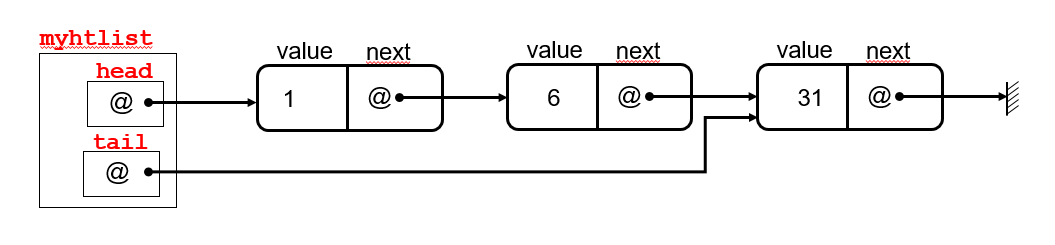 myhtlist
head
@
tail
@
value next
1 @
value next
6 @
value next
31 @